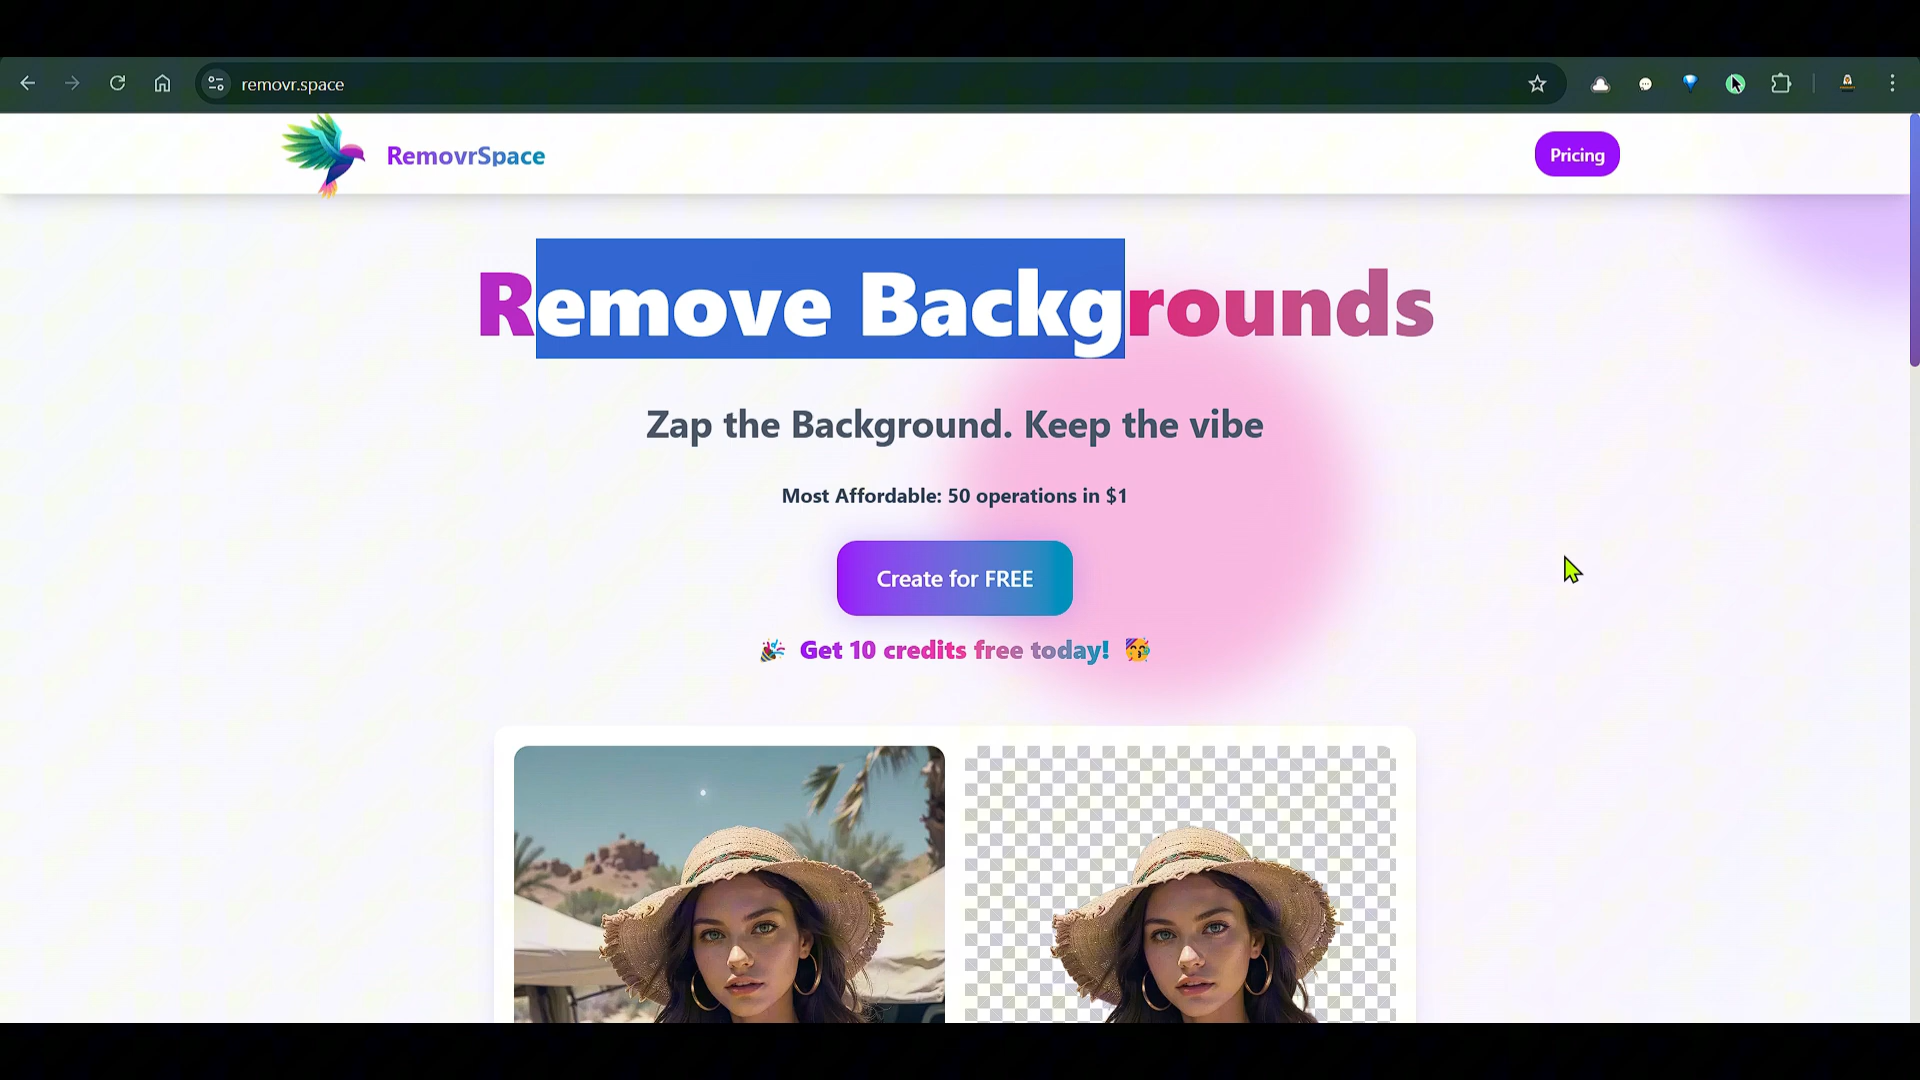 removr.space
RemovrSpace
Pricing
Remove Backgrounds
Zap the Background. Keep the vibe
Most Affordable: 50 operations in $1
Create for FREE
🎉 Get 10 credits free today! 🥳